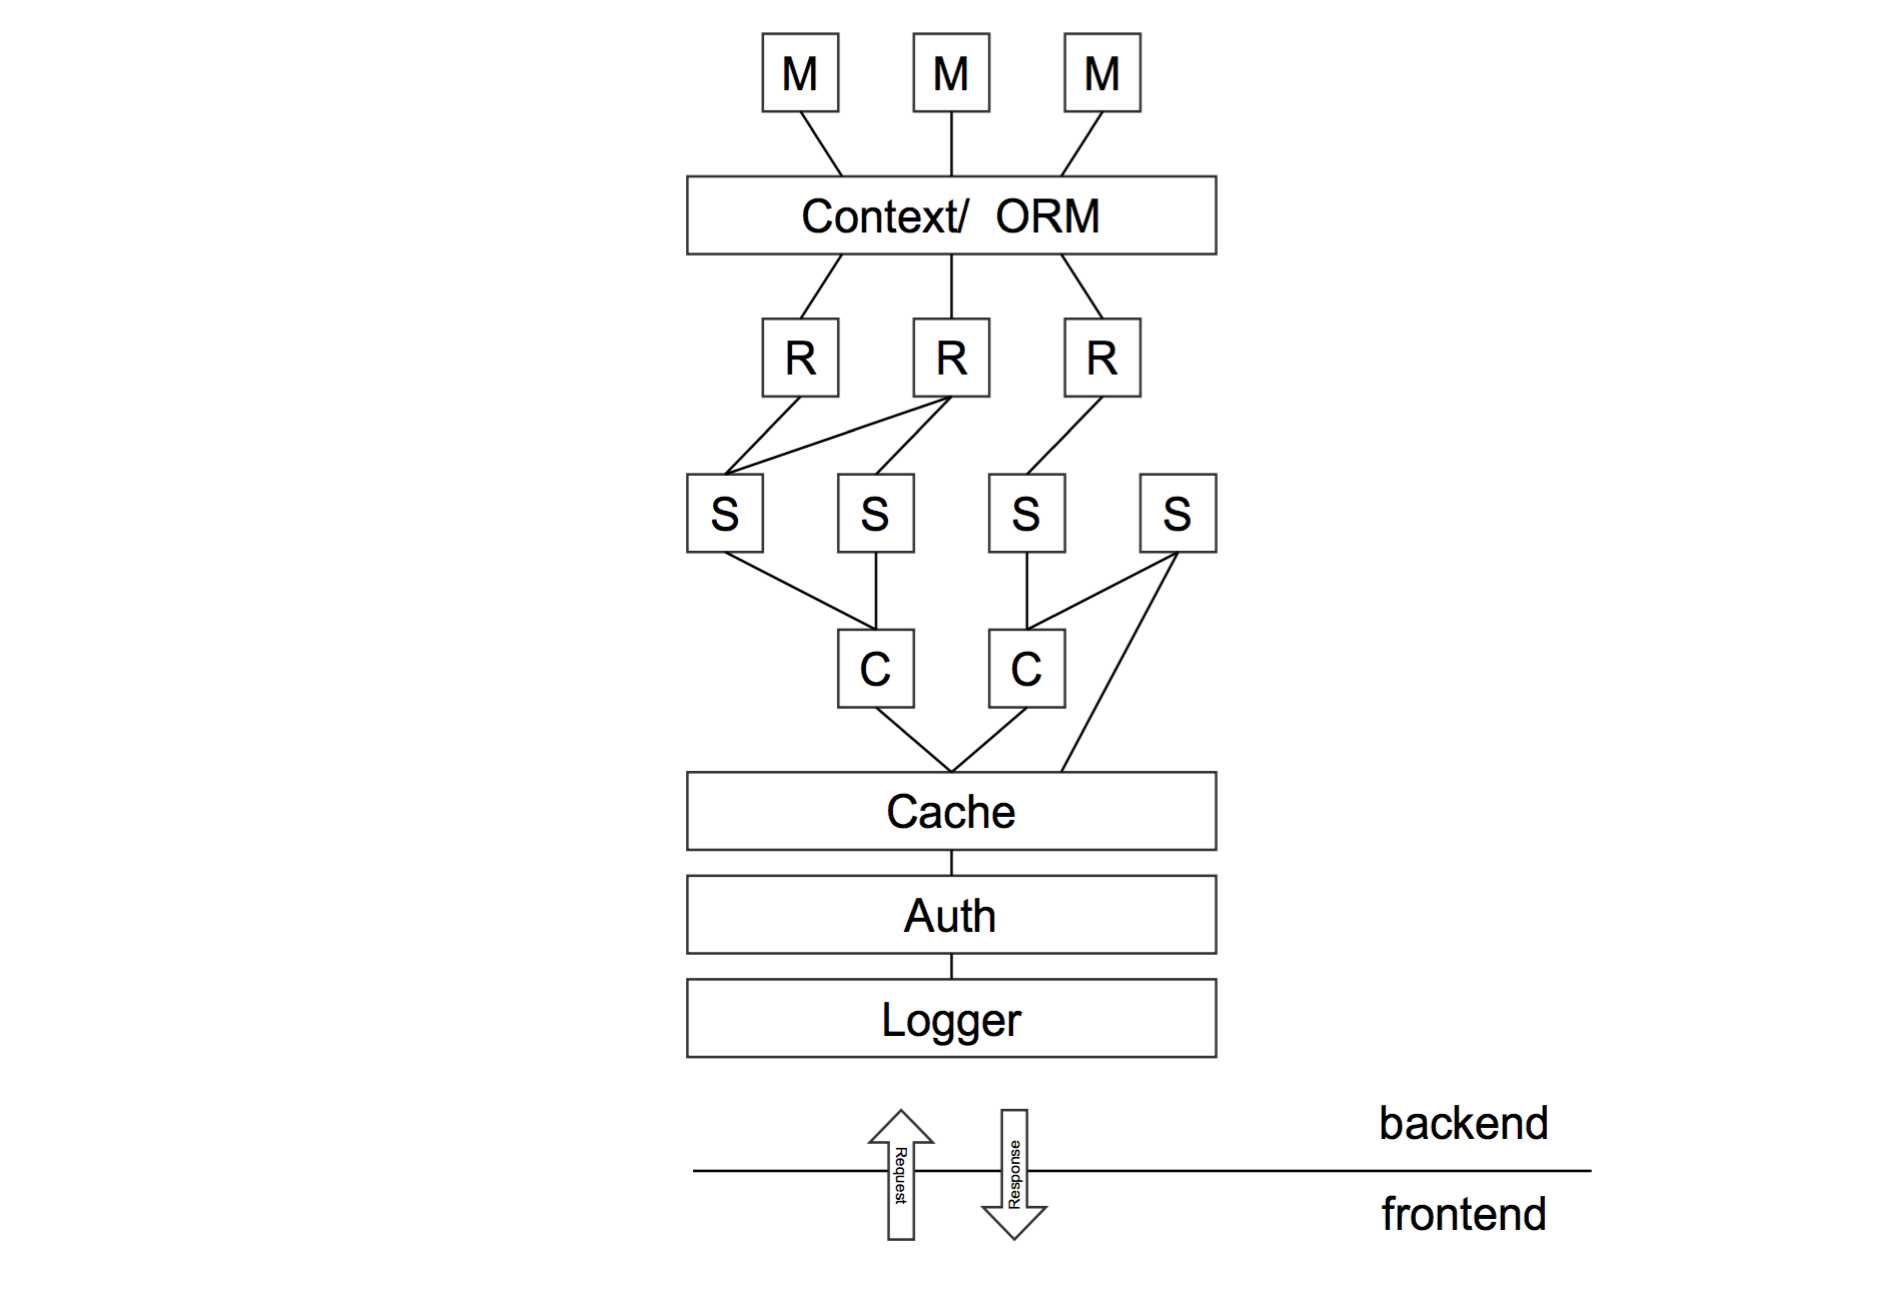 M M M
Context/ ORM
R R R
S S S S
C C
Cache
Auth
Logger
backend
Request
Response
frontend